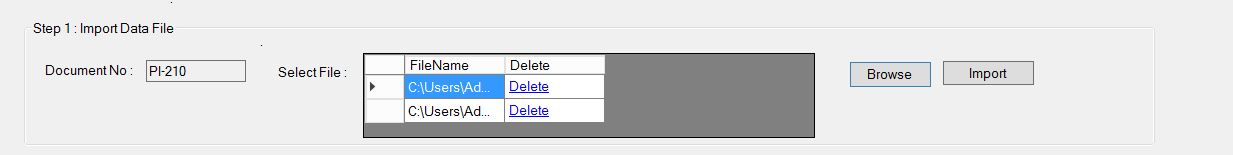 Step 1 : Import Data File
Document No :
PI-210
Select File :
FileName Delete
C:\Users\Ad... Delete
C:\Users\Ad... Delete
Browse
Import